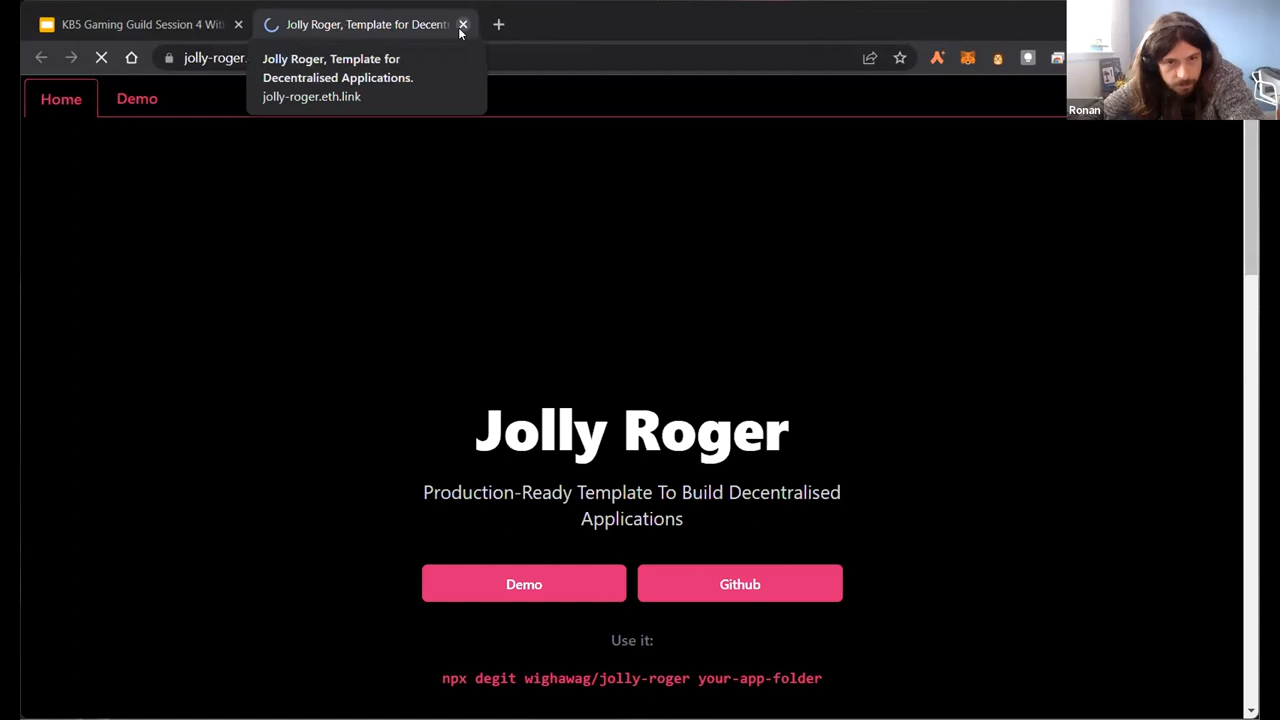 KB5 Gaming Guild Session 4 Wit
Jolly Roger, Template for Decent
jolly-roger.
Jolly Roger, Template for
Decentralised Applications.
jolly-roger.eth.link
Home
Demo
Ronan
Jolly Roger
Production-Ready Template To Build Decentralised
Applications
Demo
Github
Use it:
npx degit wighawag/jolly-roger your-app-folder